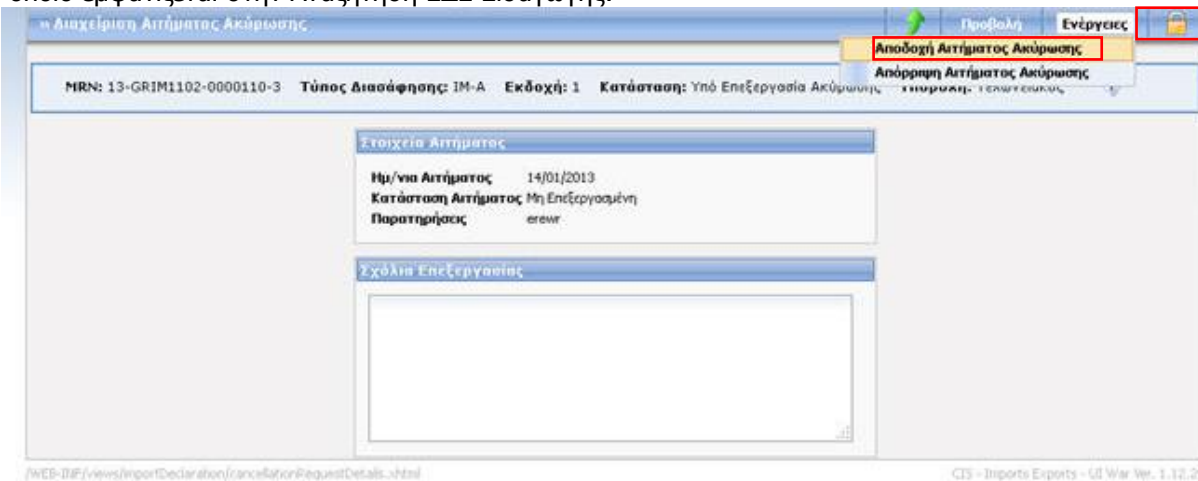 » Διαχείριση Αιτήματος Ακύρωσης Προβολή Ενέργειες
Αποδοχή Αιτήματος Ακύρωσης
Απόρριψη Αιτήματος Ακύρωσης
MRN: 13-GRIM1102-0000110-3 Τύπος Διασάφησης: IM-A Εκδοχή: 1 Κατάσταση: Υπό Επεξεργασία Ακύρωσης
Στοιχεία Αιτήματος
Ημ/νια Αιτήματος 14/01/2013
Κατάσταση Αιτήματος Μη Επεξεργασμένη
Παρατηρήσεις erewr
Σχόλια Επεξεργασίας
/WEB-INF/views/importDeclaration/cancellationRequestDetails.xhtml CIS - Imports Exports - UI War Ver. 1.12.2